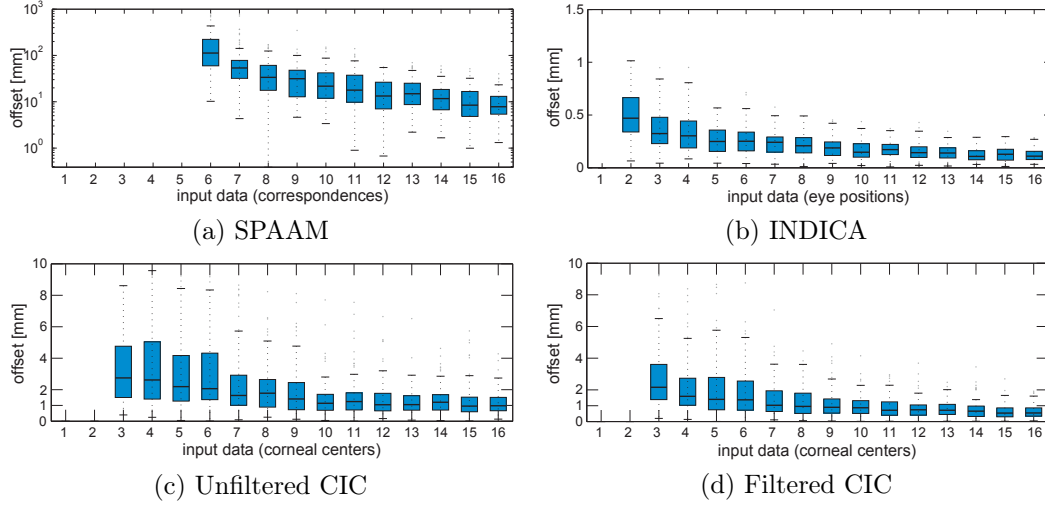 10³
10²
10¹
10⁰
offset [mm]
1 2 3 4 5 6 7 8 9 10 11 12 13 14 15 16
input data (correspondences)
(a) SPAAM
1.5
1
0.5
0
offset [mm]
1 2 3 4 5 6 7 8 9 10 11 12 13 14 15 16
input data (eye positions)
(b) INDICA
10
8
6
4
2
1
0
offset [mm]
1 2 3 4 5 6 7 8 9 10 11 12 13 14 15 16
input data (corneal centers)
(c) Unfiltered CIC
10
8
6
4
2
1
0
offset [mm]
1 2 3 4 5 6 7 8 9 10 11 12 13 14 15 16
input data (corneal centers)
(d) Filtered CIC